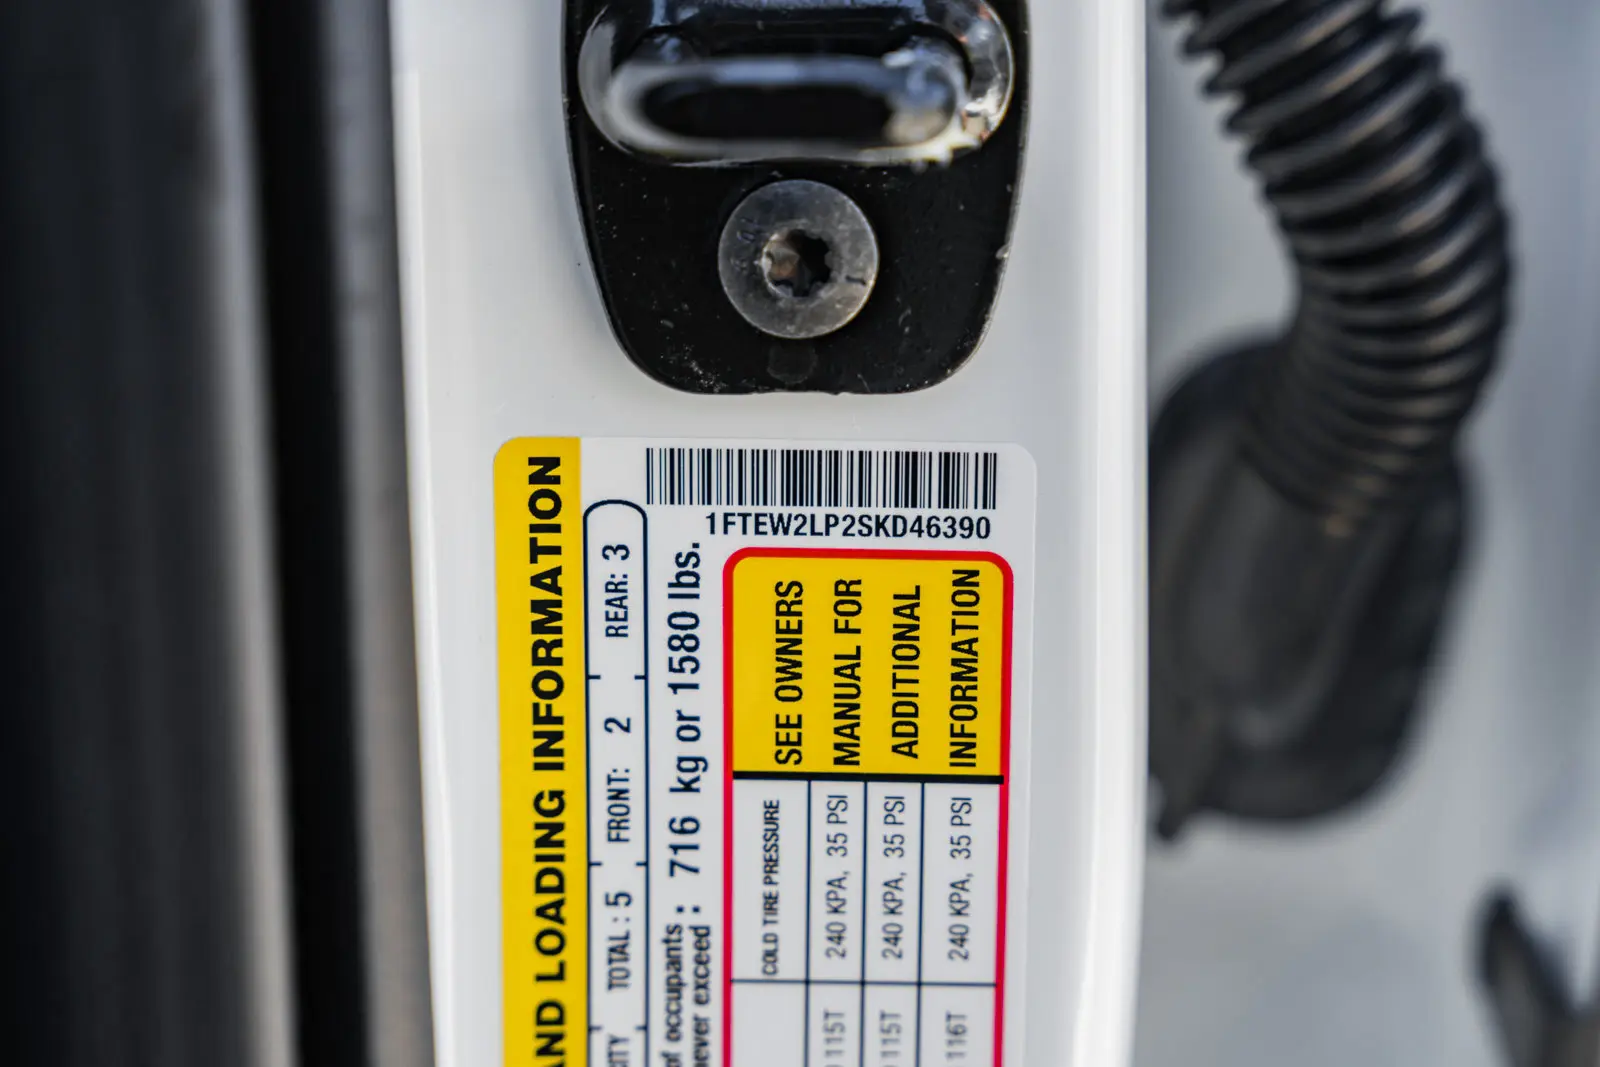 1FTEW2LP2SKD46390
AND LOADING INFORMATION
TOTAL : 5 FRONT: 2 REAR: 3
of occupants
never exceed : 716 kg or 1580 lbs.
COLD TIRE PRESSURE
115T 240 KPA, 35 PSI
115T 240 KPA, 35 PSI
116T 240 KPA, 35 PSI
SEE OWNERS
MANUAL FOR
ADDITIONAL
INFORMATION